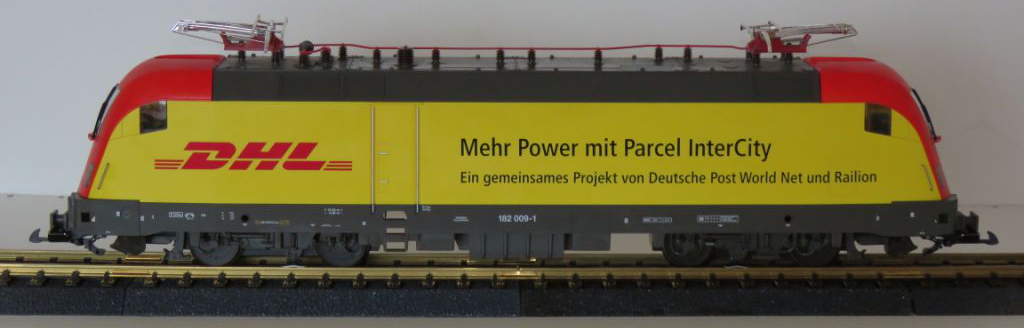 DHL
Mehr Power mit Parcel InterCity
Ein gemeinsames Projekt von Deutsche Post World Net und Railion
182 009-1